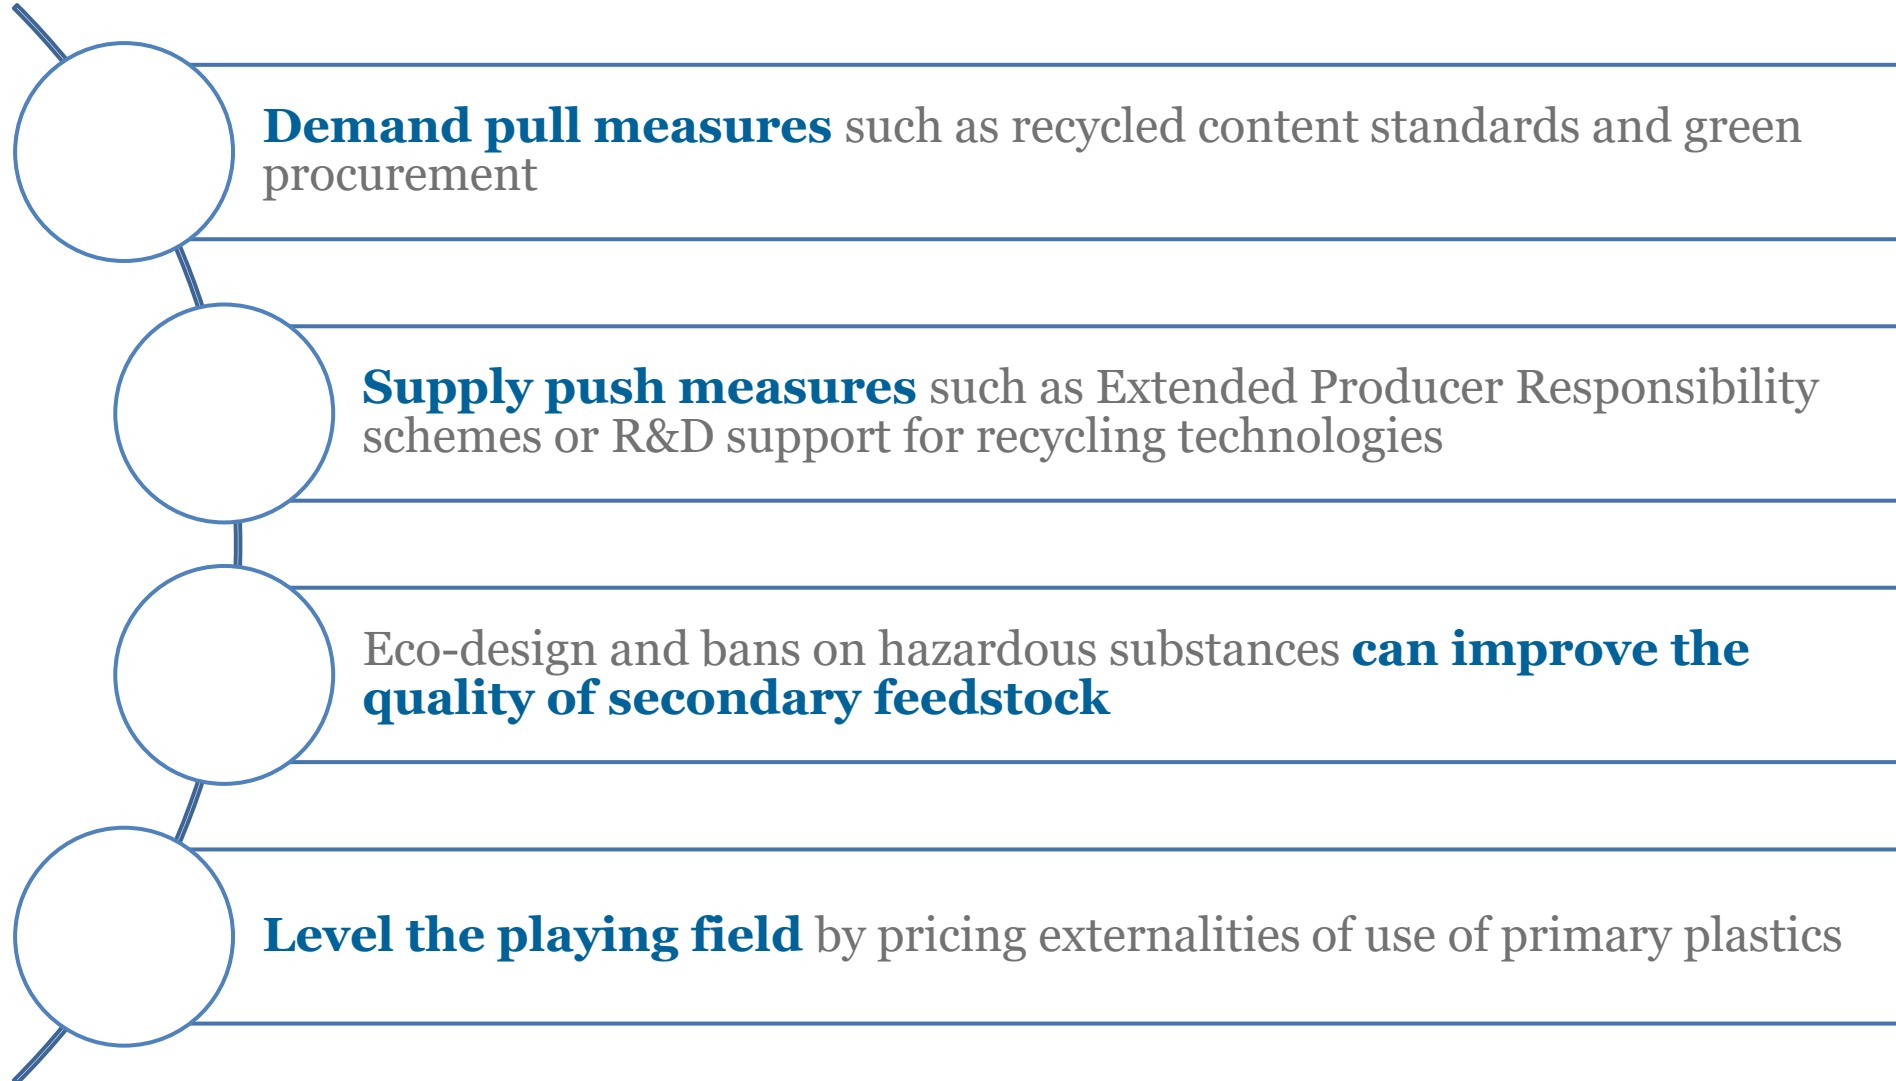 Demand pull measures such as recycled content standards and green
procurement
Supply push measures such as Extended Producer Responsibility
schemes or R&D support for recycling technologies
Eco-design and bans on hazardous substances can improve the
quality of secondary feedstock
Level the playing field by pricing externalities of use of primary plastics